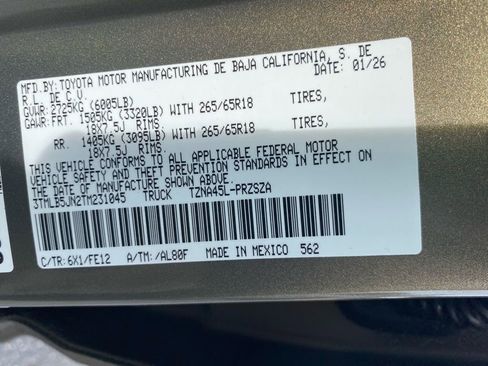 MFD.BY:TOYOTA MOTOR MANUFACTURING DE BAJA CALIFORNIA, S. DE
R.L. DE C.V. DATE: 01/26
GVWR:2725KG (6005LB)
GAWR:FRT. 1505KG (3320LB) WITH 265/65R18 TIRES,
18X7.5J RIMS
RR. 1405KG (3095LB) WITH 265/65R18 TIRES,
18X7.5J RIMS.
THIS VEHICLE CONFORMS TO ALL APPLICABLE FEDERAL MOTOR
VEHICLE SAFETY AND THEFT PREVENTION STANDARDS IN EFFECT ON
THE DATE OF MANUFACTURE SHOWN ABOVE.
3TMLB5JN2TM231045 TRUCK TZNA45L-PRZSZA
C/TR: 6X1/FE12 A/TM: /AL80F MADE IN MEXICO 562